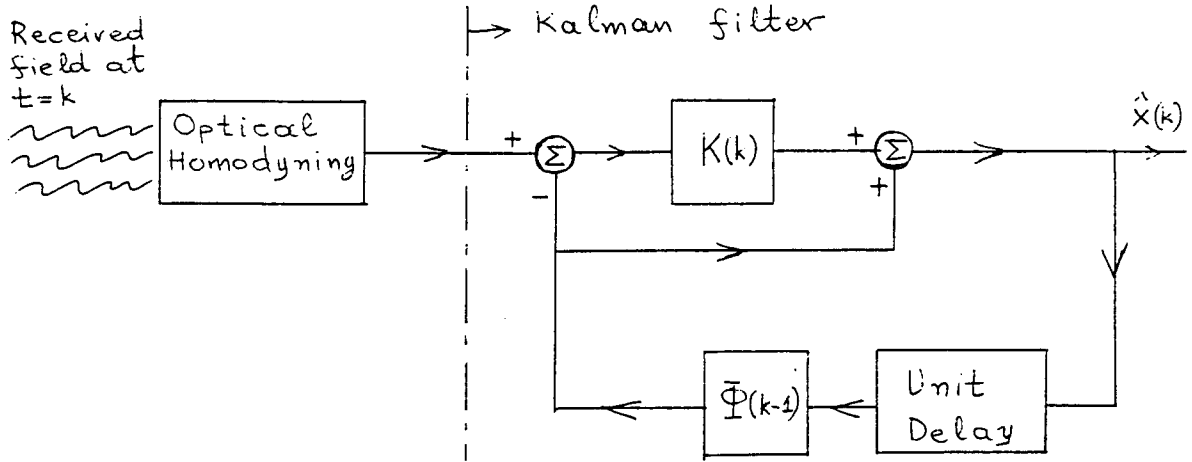 Received
field at
t=k
Kalman filter
Optical
Homodyning
+
Σ
-
K(k)
+
Σ
+
x̂(k)
Φ(k-1)
Unit
Delay